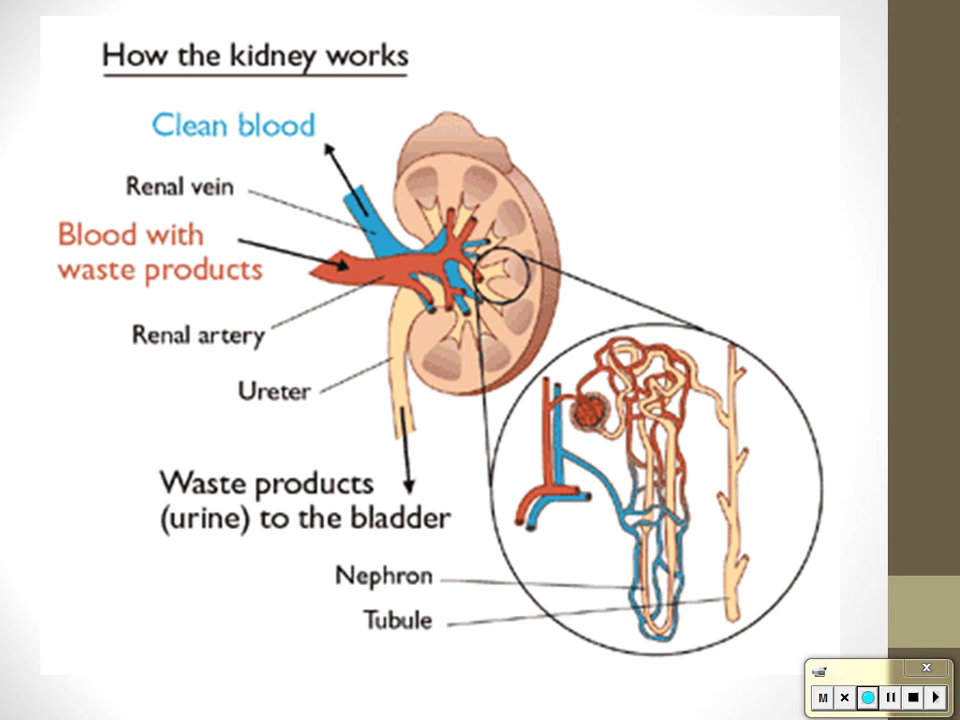 How the kidney works
Clean blood
Renal vein
Blood with
waste products
Renal artery
Ureter
Waste products
(urine) to the bladder
Nephron
Tubule
M